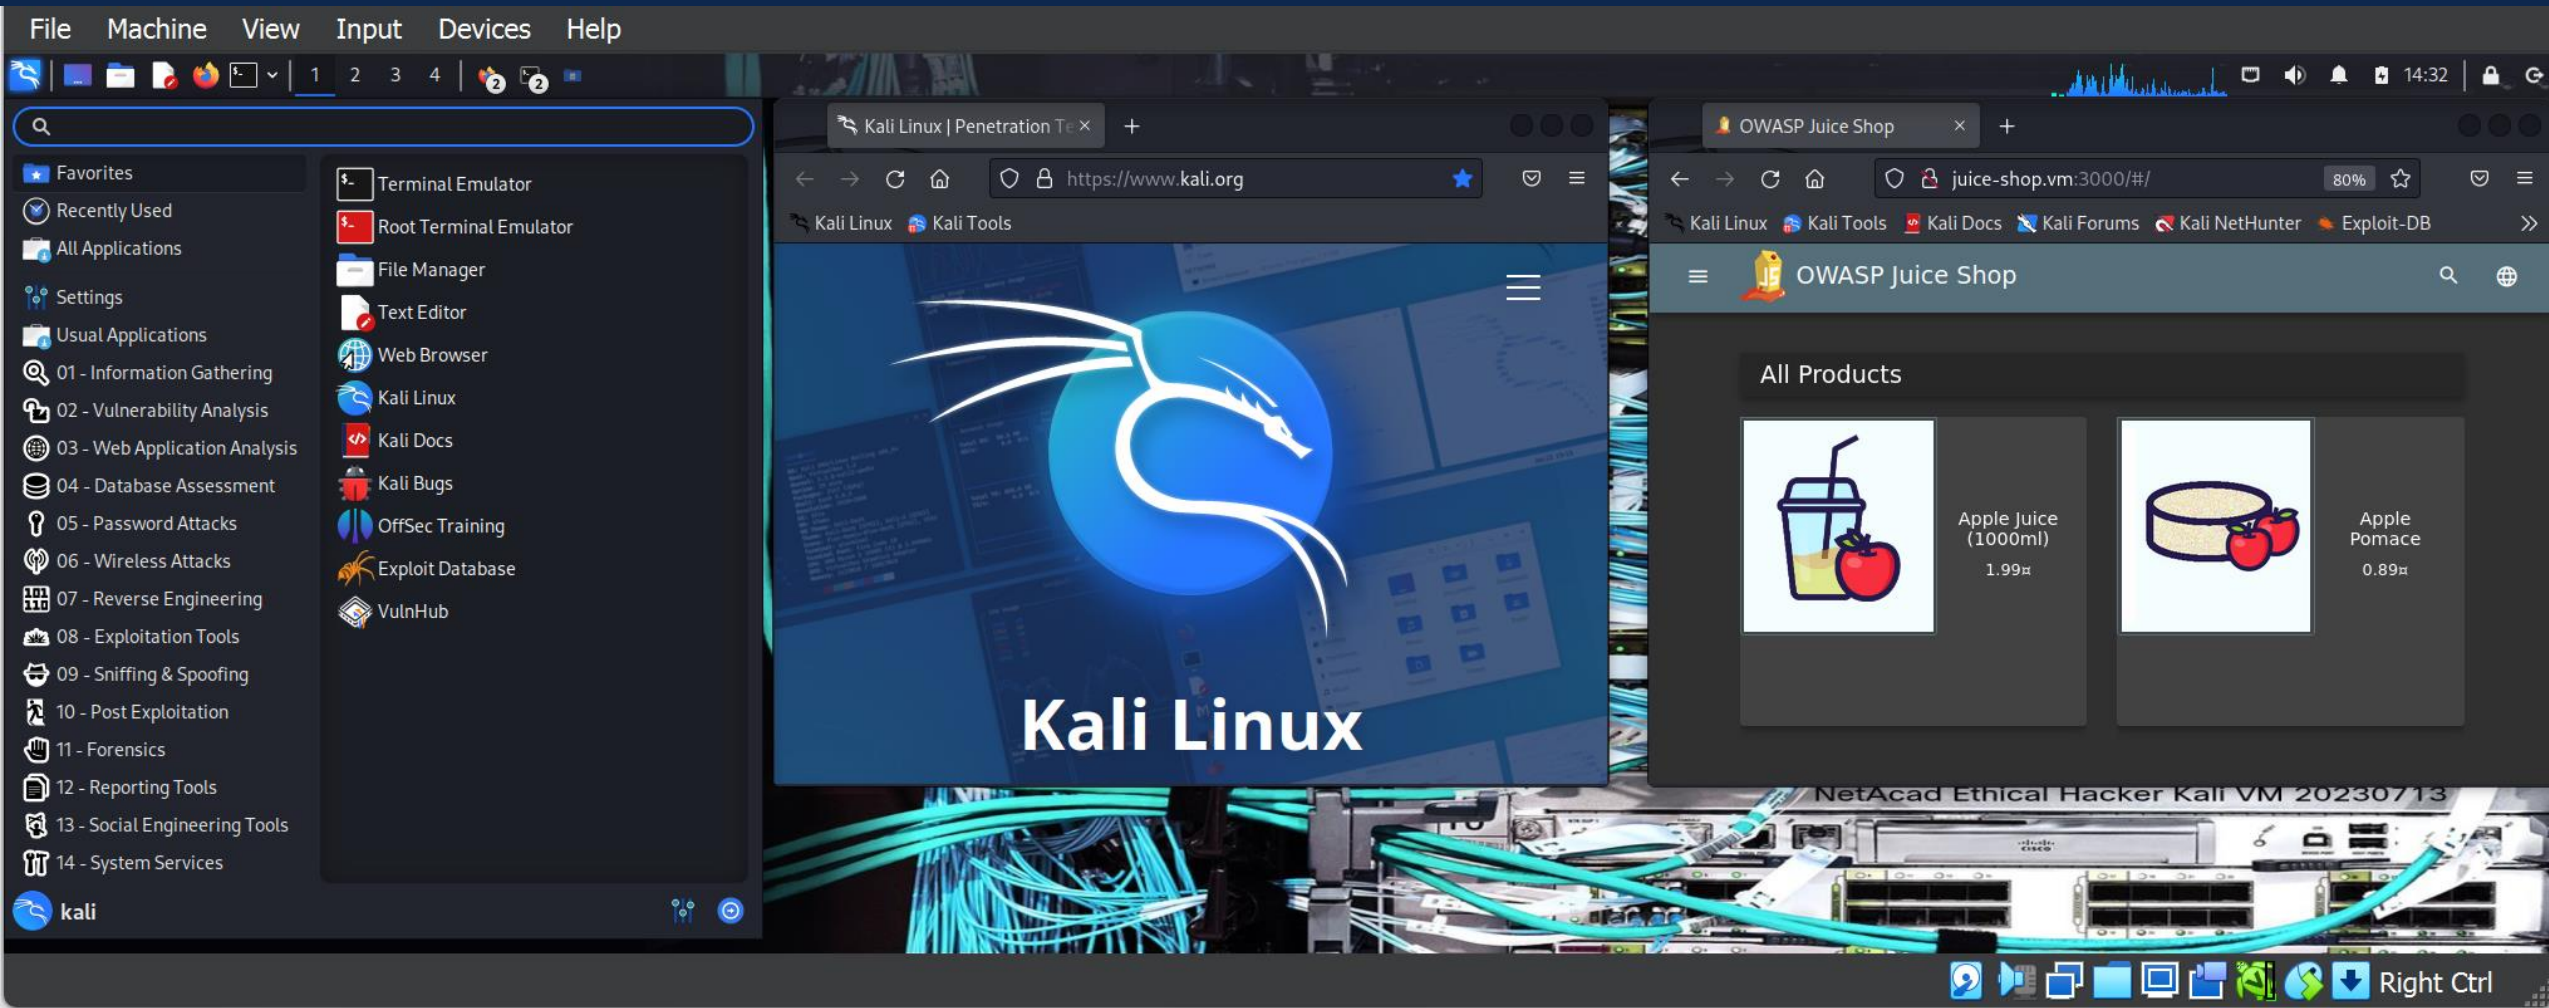 File Machine View Input Devices Help
1 2 3 4 2 2 14:32
Favorites
Recently Used
All Applications
Settings
Usual Applications
01 - Information Gathering
02 - Vulnerability Analysis
03 - Web Application Analysis
04 - Database Assessment
05 - Password Attacks
06 - Wireless Attacks
07 - Reverse Engineering
08 - Exploitation Tools
09 - Sniffing & Spoofing
10 - Post Exploitation
11 - Forensics
12 - Reporting Tools
13 - Social Engineering Tools
14 - System Services
kali
Terminal Emulator
Root Terminal Emulator
File Manager
Text Editor
Web Browser
Kali Linux
Kali Docs
Kali Bugs
OffSec Training
Exploit Database
VulnHub
Kali Linux | Penetration Te
https://www.kali.org
Kali Linux Kali Tools
Kali Linux
OWASP Juice Shop
juice-shop.vm:3000/#/ 80%
Kali Linux Kali Tools Kali Docs Kali Forums Kali NetHunter Exploit-DB
OWASP Juice Shop
All Products
Apple Juice
(1000ml)
1.99¤
Apple
Pomace
0.89¤
NetAcad Ethical Hacker Kali VM 20230713
CISCO
Right Ctrl